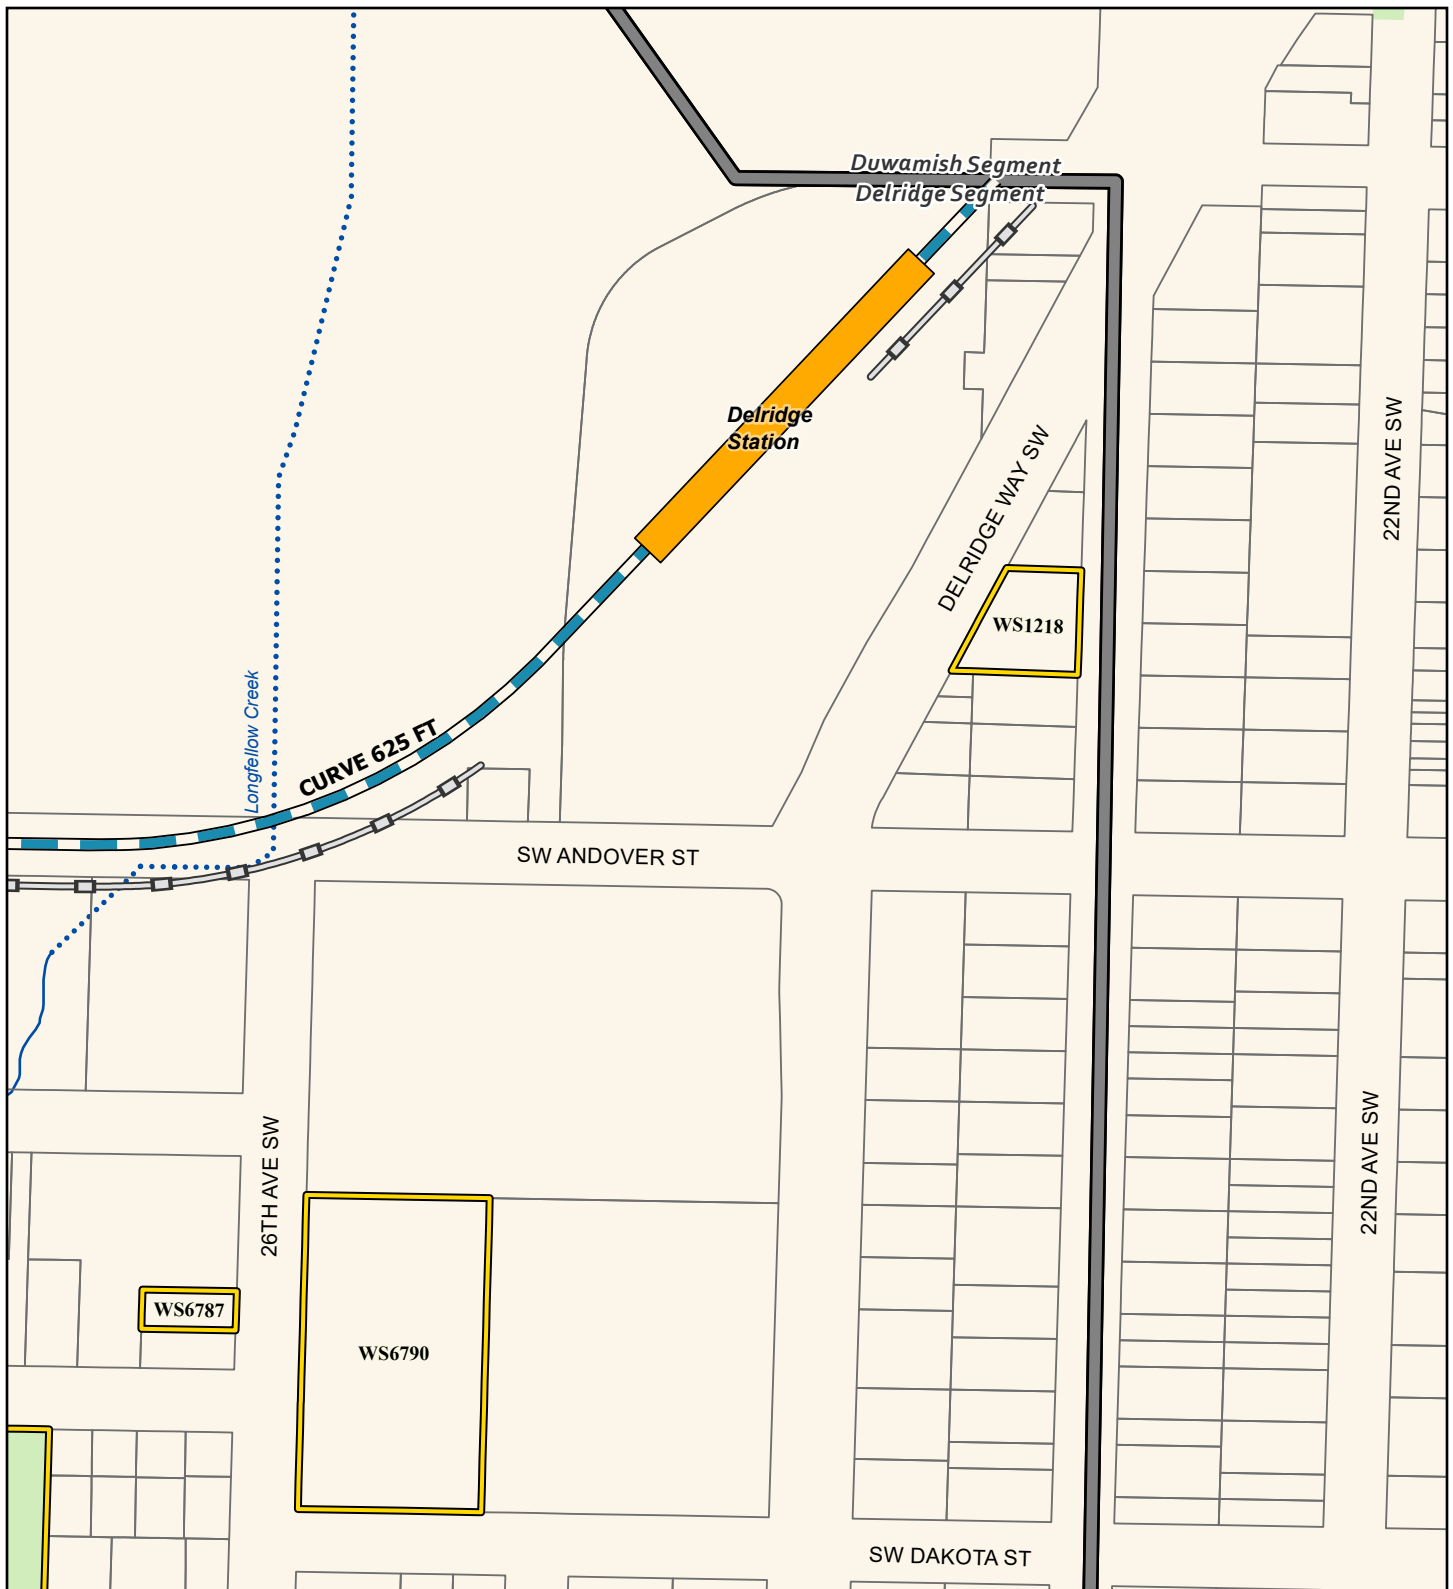 Duwamish Segment
Delridge Segment
Delridge
Station
22ND AVE SW
DELRIDGE WAY SW
WS1218
Longfellow Creek
CURVE 625 FT
SW ANDOVER ST
26TH AVE SW
22ND AVE SW
WS6787
WS6790
SW DAKOTA ST